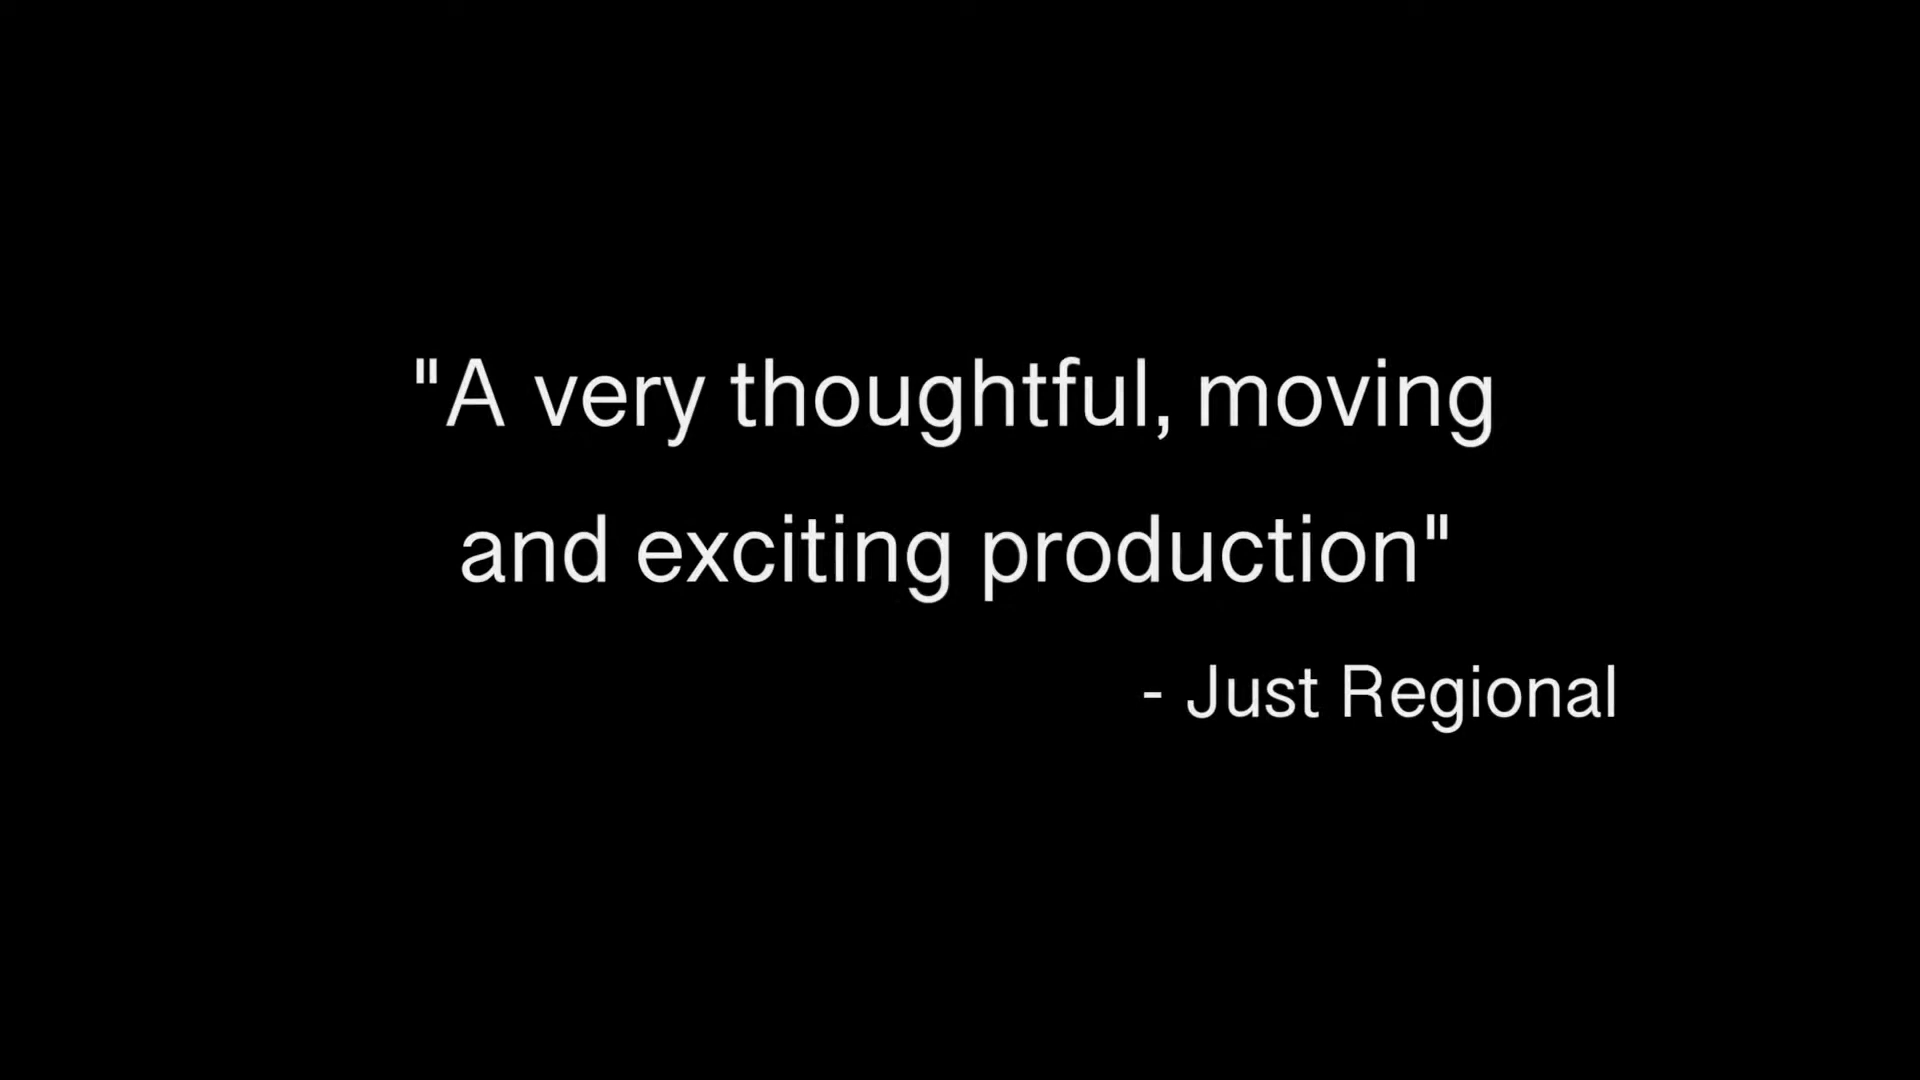 "A very thoughtful, moving
and exciting production"
- Just Regional